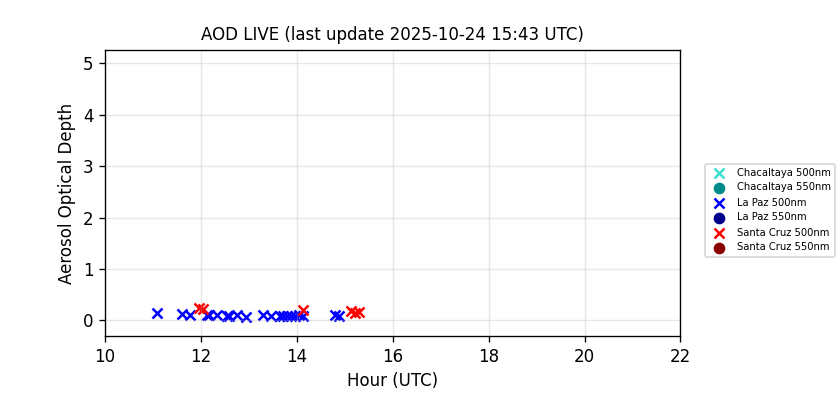 AOD LIVE (last update 2025-10-24 15:43 UTC)
Aerosol Optical Depth
5
4
3
2
1
0
10 12 14 16 18 20 22
Hour (UTC)
Chacaltaya 500nm
Chacaltaya 550nm
La Paz 500nm
La Paz 550nm
Santa Cruz 500nm
Santa Cruz 550nm